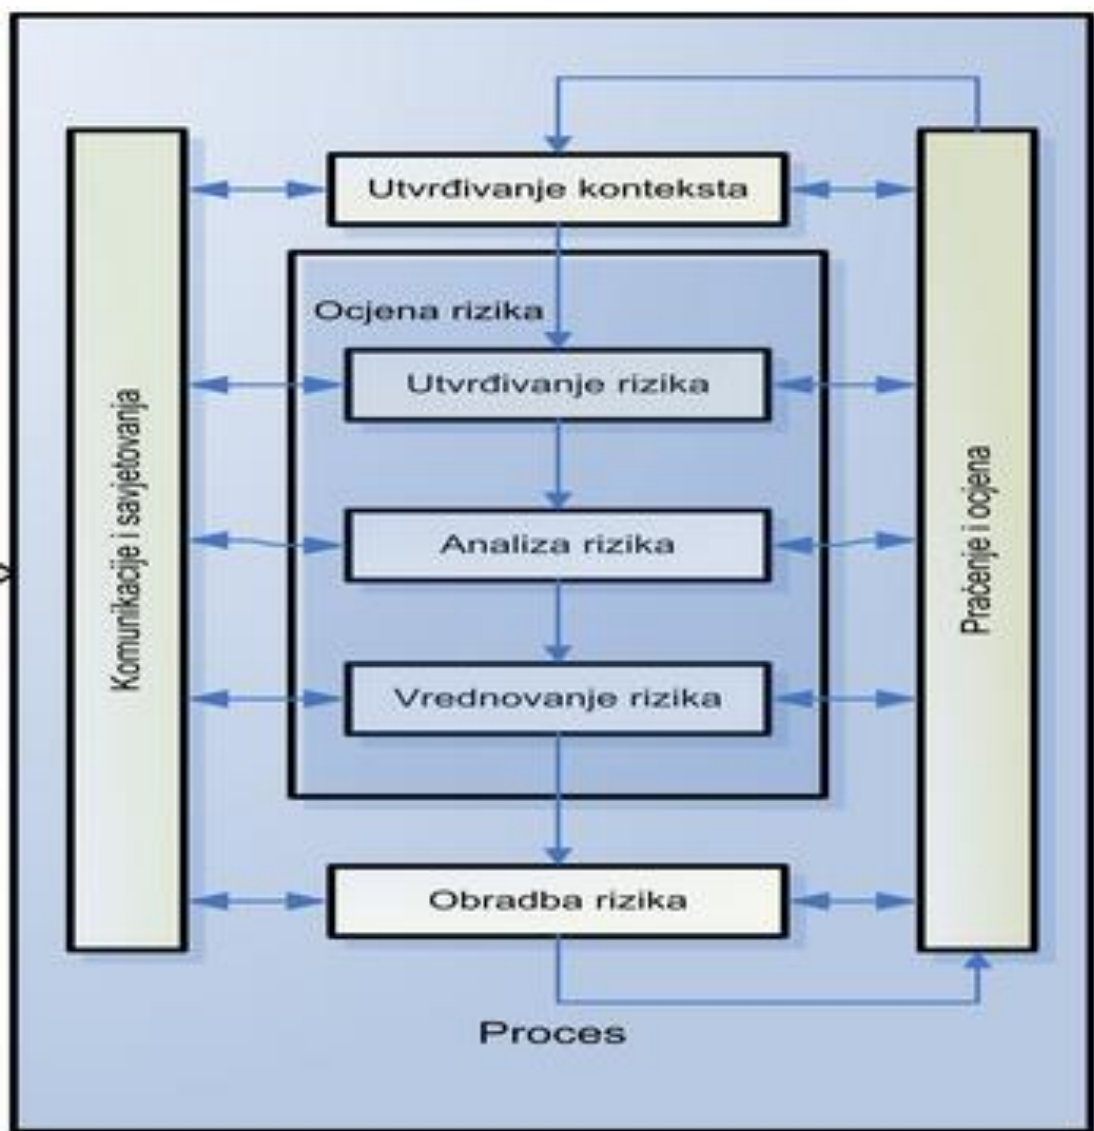 Utvrđivanje konteksta
Ocjena rizika
Utvrđivanje rizika
Analiza rizika
Vrednovanje rizika
Obradba rizika
Komunikacije i savjetovanja
Praćenje i ocjena
Proces